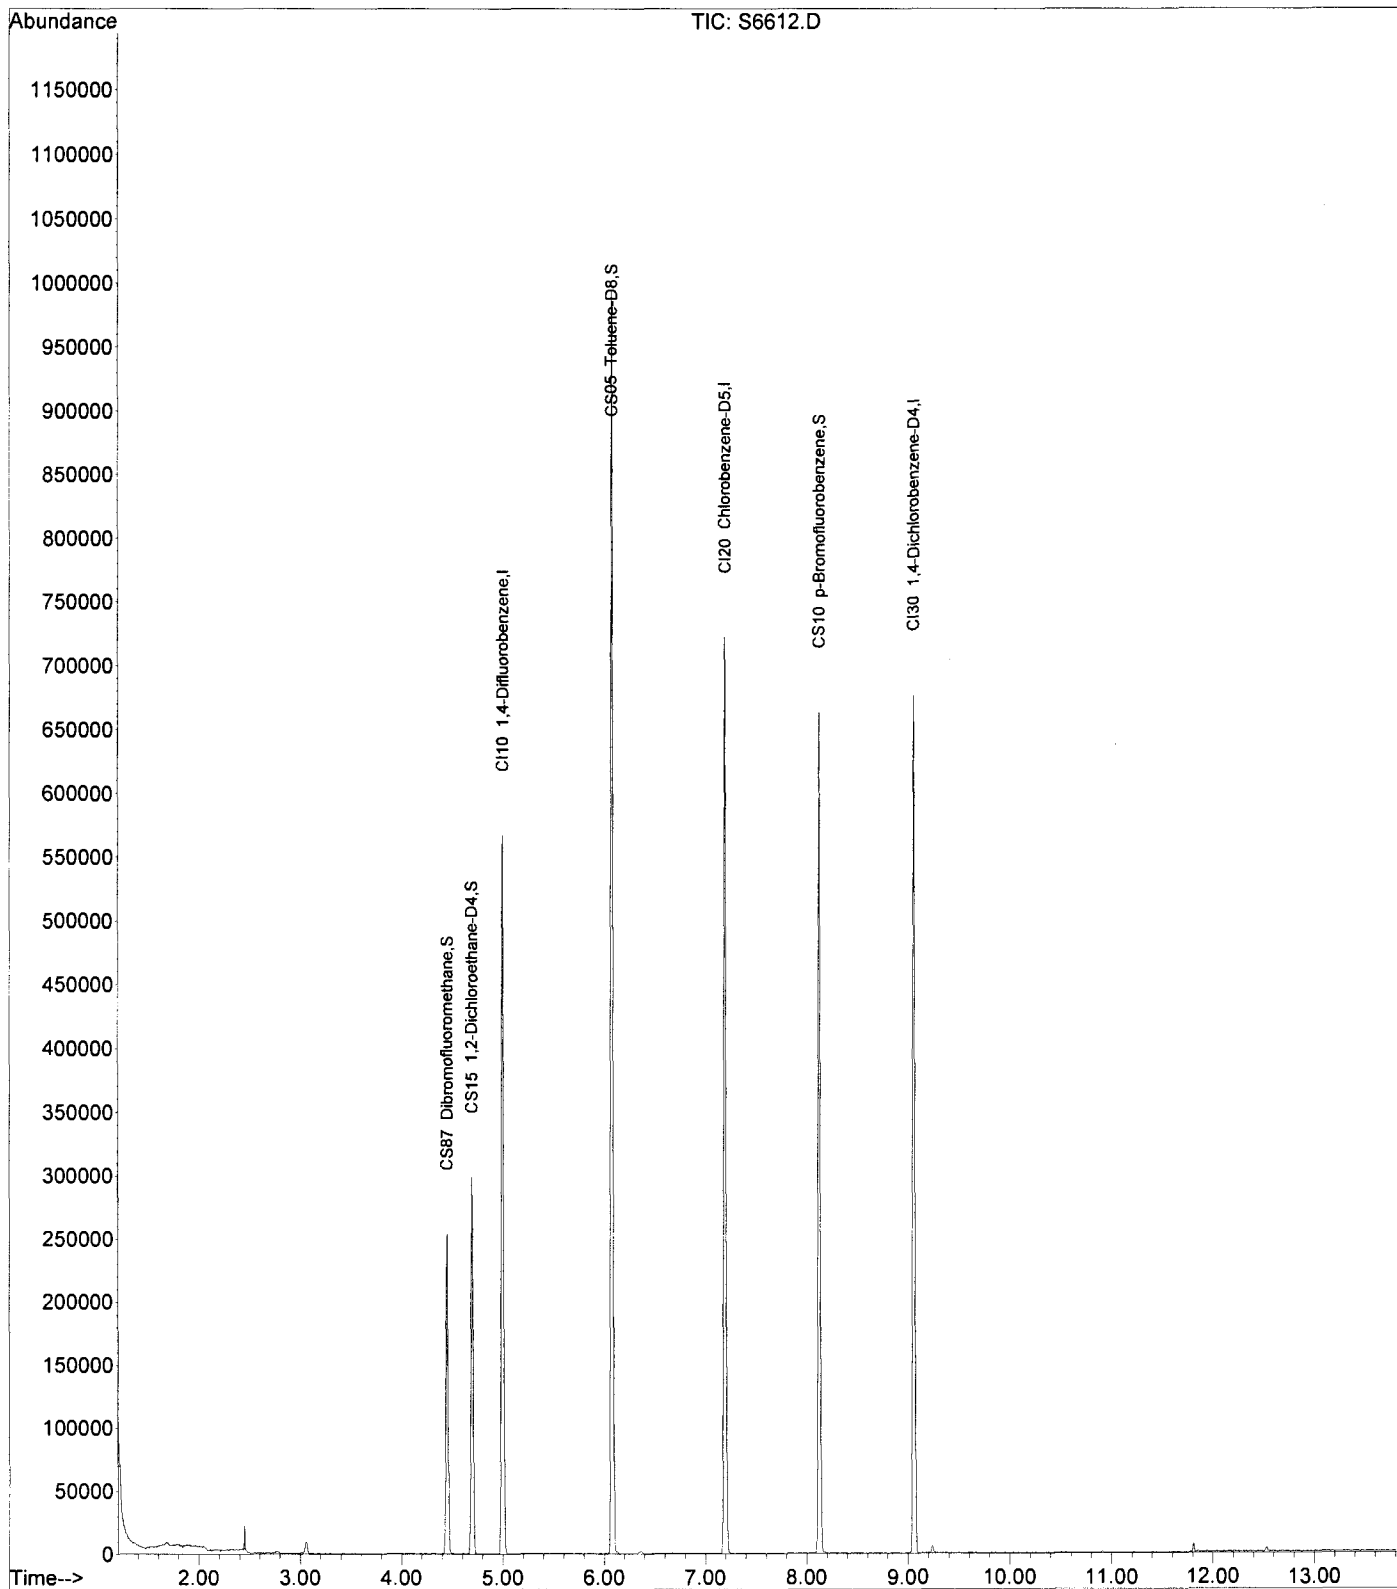 Abundance
TIC: S6612.D
1150000
1100000
1050000
1000000
950000
900000
850000
800000
750000
700000
650000
600000
550000
500000
450000
400000
350000
300000
250000
200000
150000
100000
50000
0
CS87 Dibromofluoromethane,S
CS15 1,2-Dichloroethane-D4,S
CI10 1,4-Difluorobenzene,I
CS05 Toluene-D8,S
CI20 Chlorobenzene-D5,I
CS10 p-Bromofluorobenzene,S
CI30 1,4-Dichlorobenzene-D4,I
Time-->
2.00 3.00 4.00 5.00 6.00 7.00 8.00 9.00 10.00 11.00 12.00 13.00